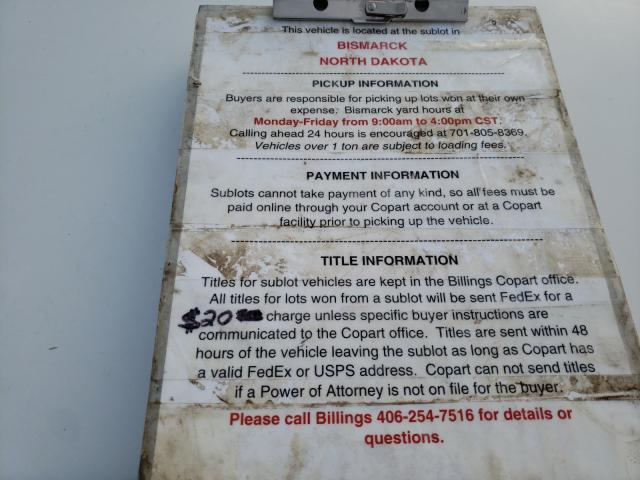 This vehicle is located at the sublot in
BISMARCK
NORTH DAKOTA
PICKUP INFORMATION
Buyers are responsible for picking up lots won at their own
expense. Bismarck yard hours at
Monday-Friday from 9:00am to 4:00pm CST.
Calling ahead 24 hours is encouraged at 701-805-8369.
Vehicles over 1 ton are subject to loading fees.
PAYMENT INFORMATION
Sublots cannot take payment of any kind, so all fees must be
paid online through your Copart account or at a Copart
facility prior to picking up the vehicle.
TITLE INFORMATION
Titles for sublot vehicles are kept in the Billings Copart office.
All titles for lots won from a sublot will be sent FedEx for a
$20 charge unless specific buyer instructions are
communicated to the Copart office. Titles are sent within 48
hours of the vehicle leaving the sublot as long as Copart has
a valid FedEx or USPS address. Copart can not send titles
if a Power of Attorney is not on file for the buyer.
Please call Billings 406-254-7516 for details or
questions.